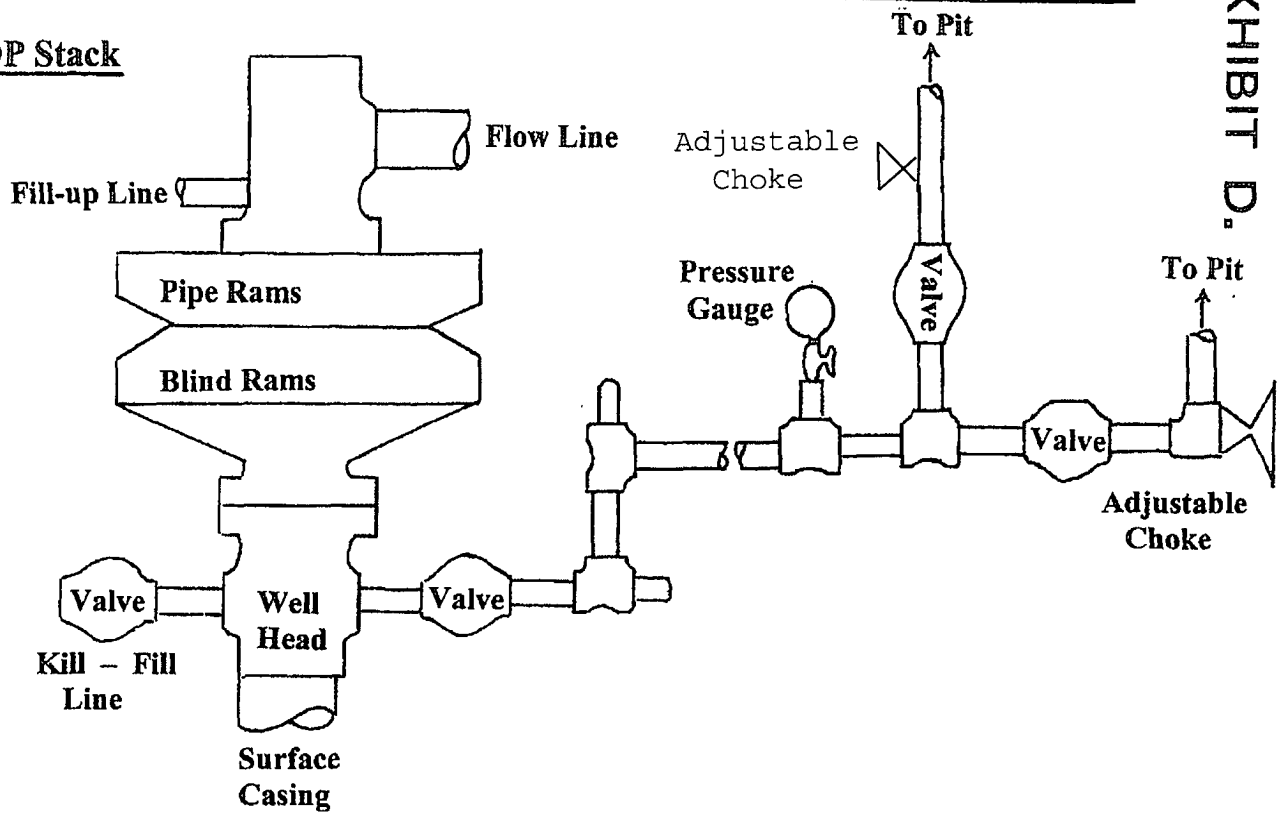 To Pit
Stack
Flow Line
Adjustable
Choke
Fill-up Line
D.
To Pit
Pressure
Gauge
Valve
Pipe Rams
Blind Rams
Valve
Adjustable
Choke
Valve
Well
Head
Valve
Kill – Fill
Line
Surface
Casing